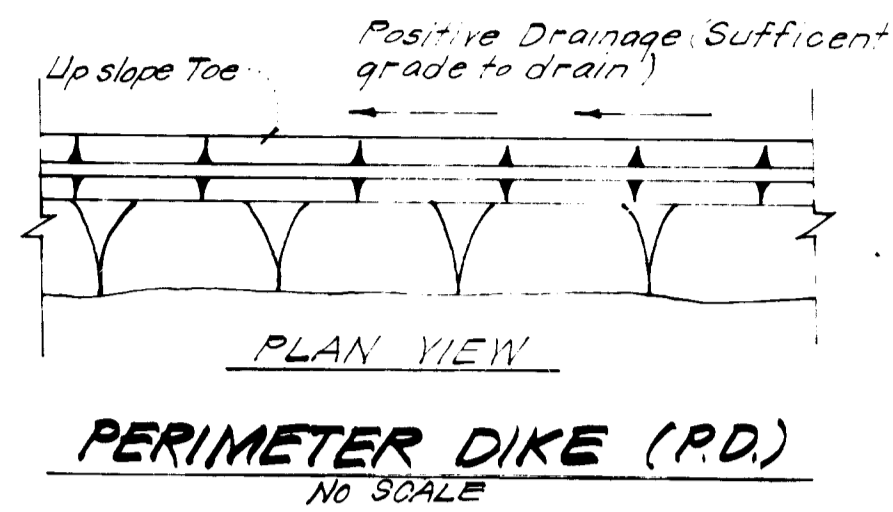 Up slope Toe
Positive Drainage (Sufficent
grade to drain)
PLAN VIEW
PERIMETER DIKE (P.D.)
NO SCALE